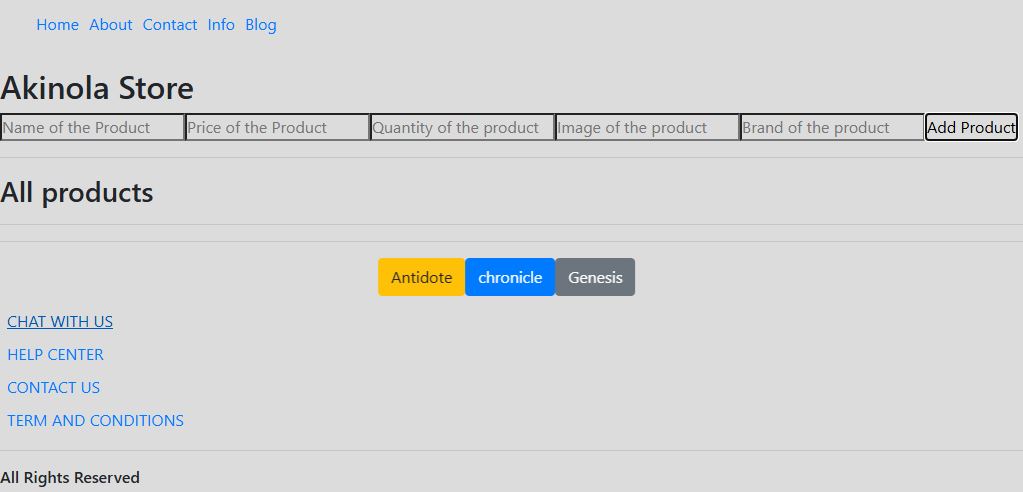 Home About Contact Info Blog
Akinola Store
Name of the Product Price of the Product Quantity of the product Image of the product Brand of the product Add Product
All products
Antidote chronicle Genesis
CHAT WITH US
HELP CENTER
CONTACT US
TERM AND CONDITIONS
All Rights Reserved